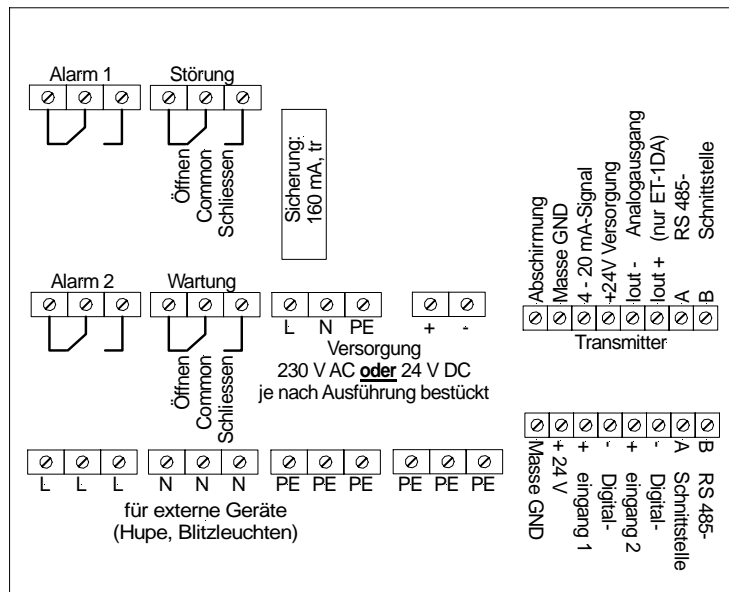 Alarm 1
Störung
Öffnen
Common
Schliessen
Sicherung:
160 mA, tr
Alarm 2
Wartung
Öffnen
Common
Schliessen
L N PE
+ -
Versorgung
230 V AC oder 24 V DC
je nach Ausführung bestückt
Abschirmung
Masse GND
4 - 20 mA-Signal
+24V Versorgung
Iout - Analogausgang
Iout + (nur ET-1DA)
A RS 485-
B Schnittstelle
Transmitter
L L L N N N PE PE PE PE PE PE
für externe Geräte
(Hupe, Blitzleuchten)
Masse GND
+ 24 V
+ eingang 1
- Digital-
+ eingang 2
- Digital-
A Schnittstelle
B RS 485-